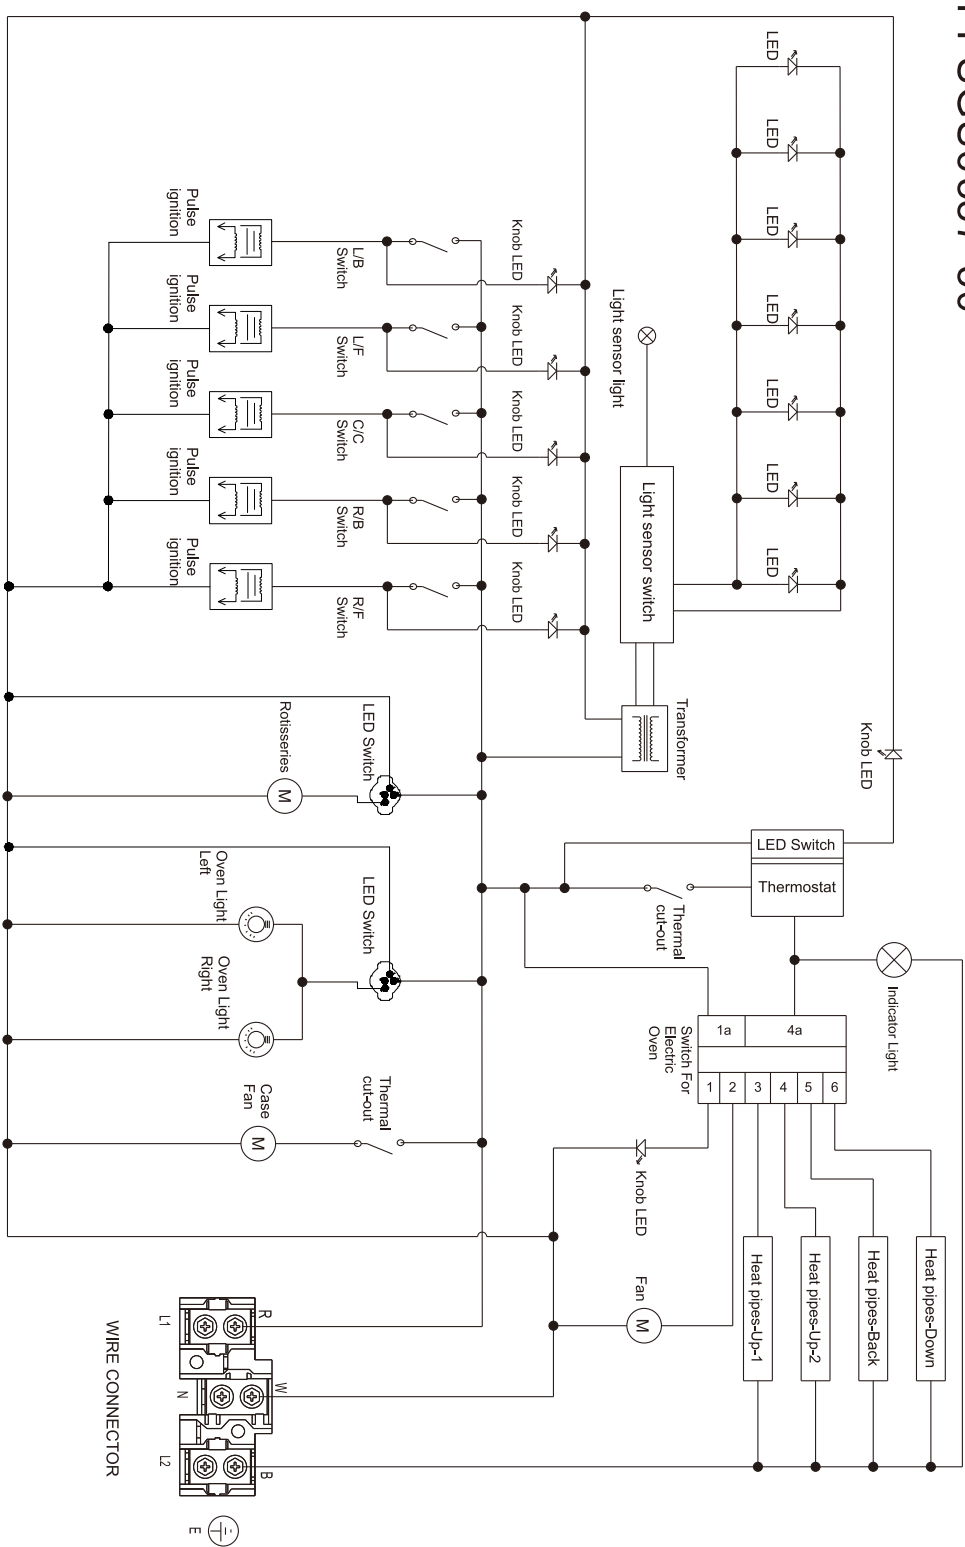 LED
LED
LED
LED
LED
LED
LED
Light sensor light
Light sensor switch
Transformer
Knob LED
LED Switch
Thermostat
Thermal
cut-out
Indicator Light
Knob LED
Knob LED
Knob LED
Knob LED
Knob LED
L/B
Switch
L/F
Switch
C/C
Switch
R/B
Switch
R/F
Switch
Pulse
ignition
Pulse
ignition
Pulse
ignition
Pulse
ignition
Pulse
ignition
LED Switch
Rotisseries
M
LED Switch
Oven Light
Left
Oven Light
Right
Thermal
cut-out
Case
Fan
M
Switch For
Electric
Oven
1a
4a
1
2
3
4
5
6
Knob LED
Fan
M
Heat pipes-Up-1
Heat pipes-Up-2
Heat pipes-Back
Heat pipes-Down
R
L1
W
N
B
L2
E
WIRE CONNECTOR